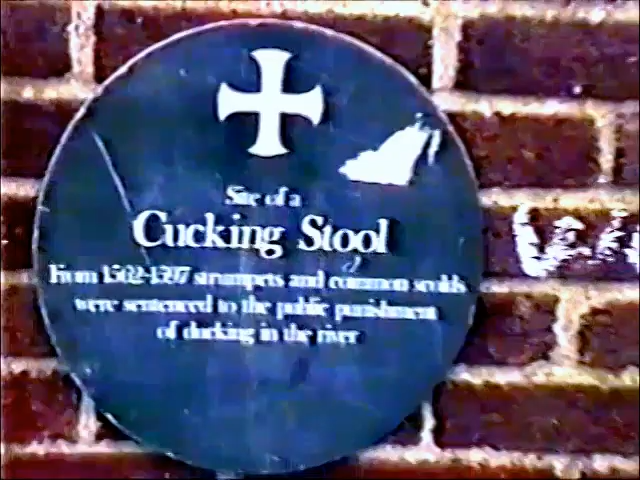 Site of a
Cucking Stool
From 1562-1597 strumpets and common scolds
were sentenced to the public punishment
of ducking in the river